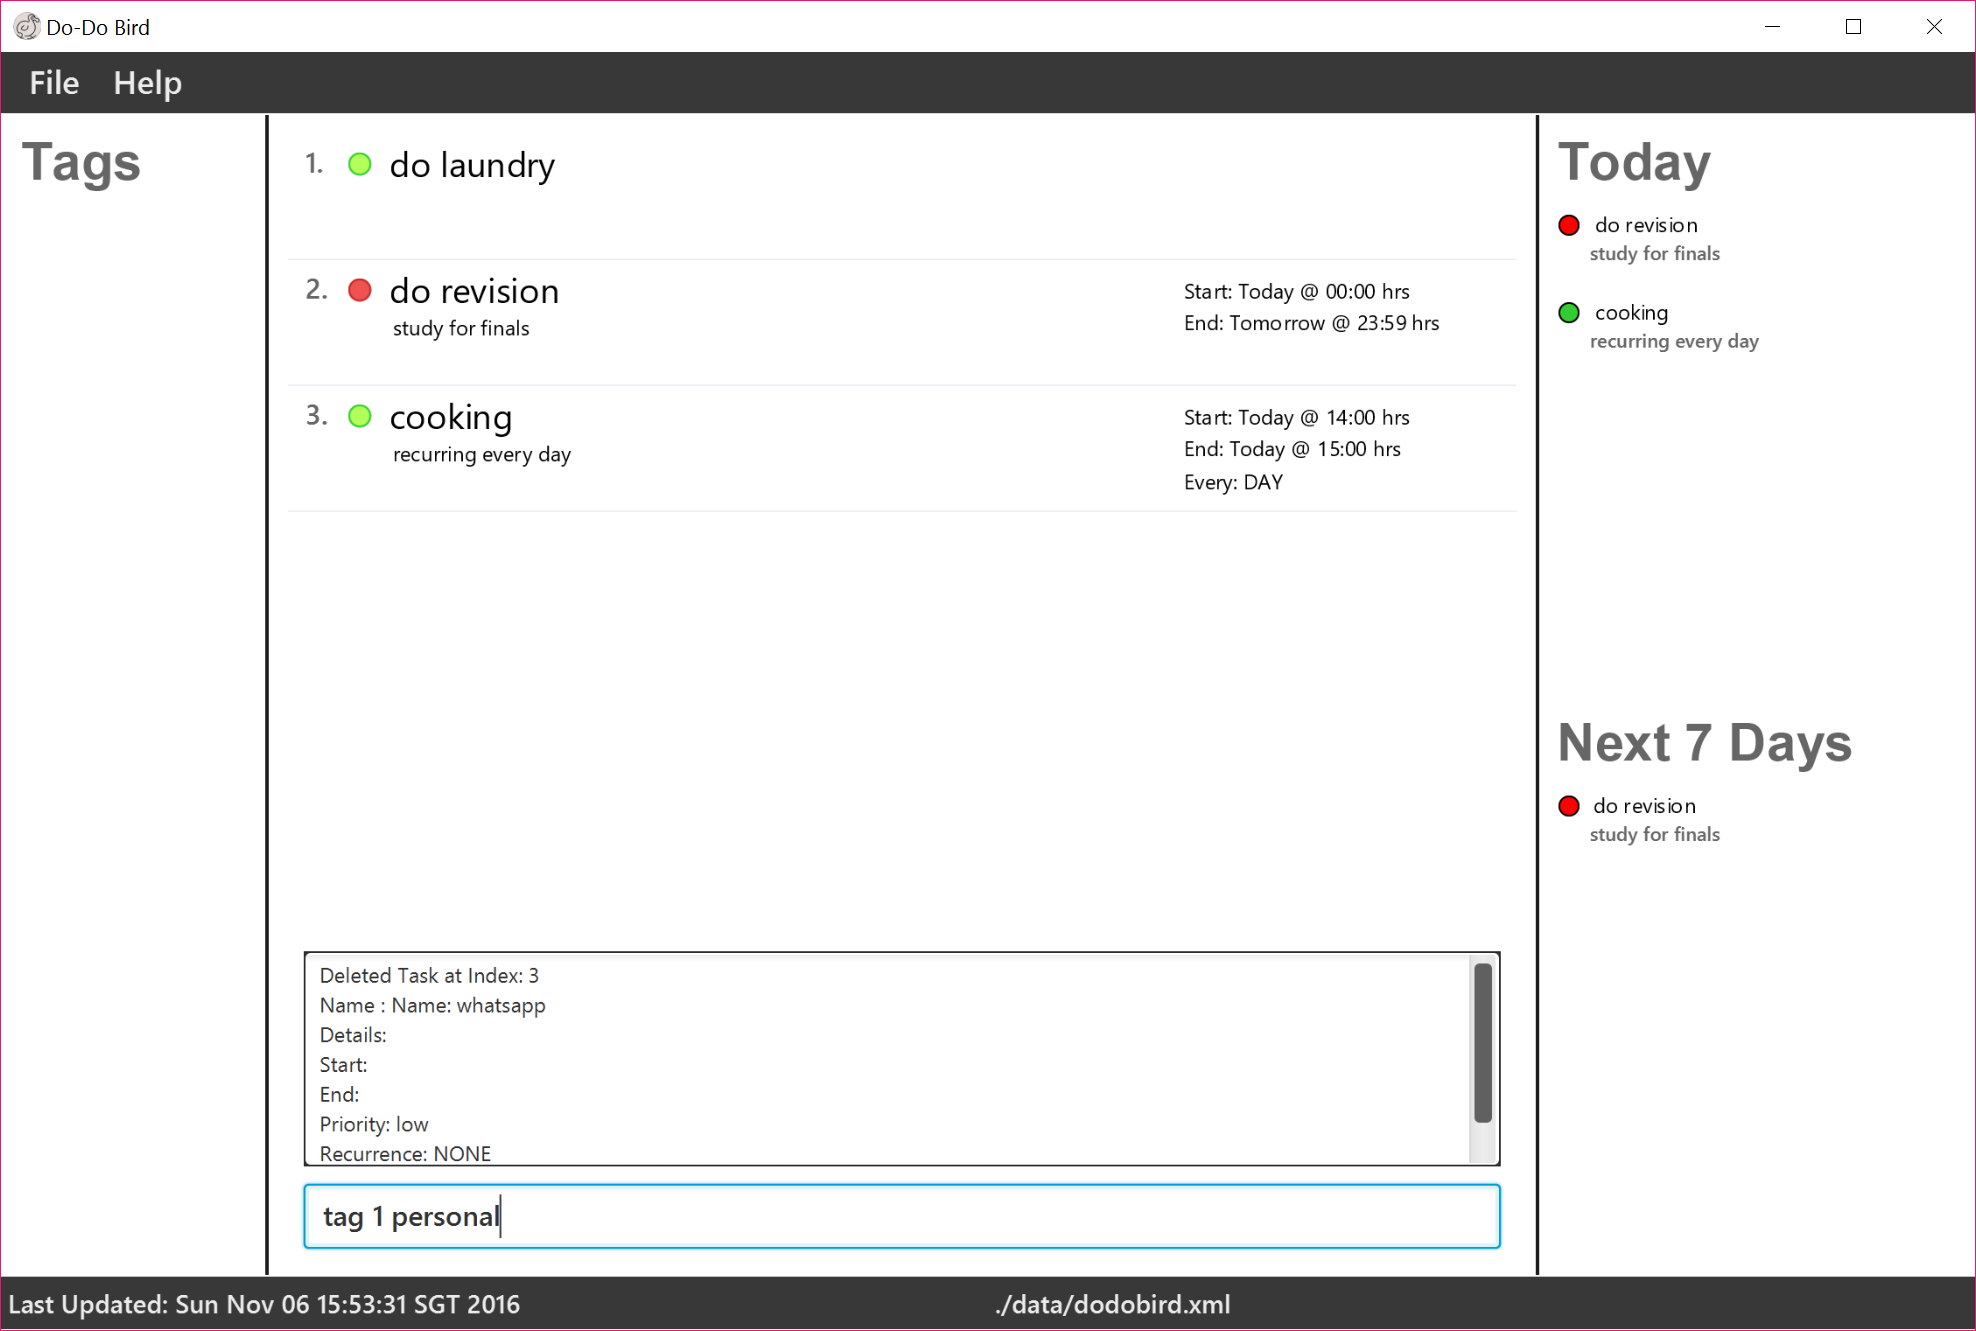 Do-Do Bird
File Help
Tags
1. do laundry
2. do revision
study for finals
Start: Today @ 00:00 hrs
End: Tomorrow @ 23:59 hrs
3. cooking
recurring every day
Start: Today @ 14:00 hrs
End: Today @ 15:00 hrs
Every: DAY
Deleted Task at Index: 3
Name : Name: whatsapp
Details:
Start:
End:
Priority: low
Recurrence: NONE
tag 1 personal
Today
do revision
study for finals
cooking
recurring every day
Next 7 Days
do revision
study for finals
Last Updated: Sun Nov 06 15:53:31 SGT 2016
./data/dodobird.xml